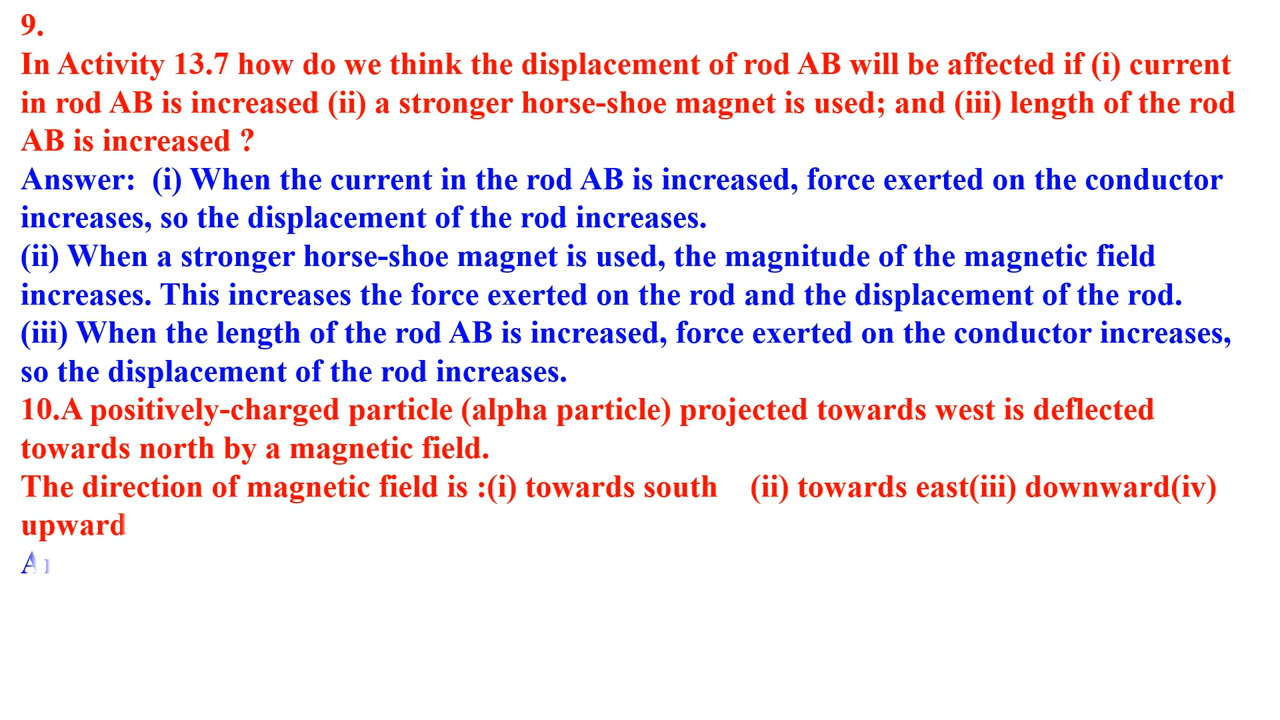 9.
In Activity 13.7 how do we think the displacement of rod AB will be affected if (i) current
in rod AB is increased (ii) a stronger horse-shoe magnet is used; and (iii) length of the rod
AB is increased ?
Answer:  (i) When the current in the rod AB is increased, force exerted on the conductor
increases, so the displacement of the rod increases.
(ii) When a stronger horse-shoe magnet is used, the magnitude of the magnetic field
increases. This increases the force exerted on the rod and the displacement of the rod.
(iii) When the length of the rod AB is increased, force exerted on the conductor increases,
so the displacement of the rod increases.
10.A positively-charged particle (alpha particle) projected towards west is deflected
towards north by a magnetic field.
The direction of magnetic field is :(i) towards south    (ii) towards east(iii) downward(iv)
upward